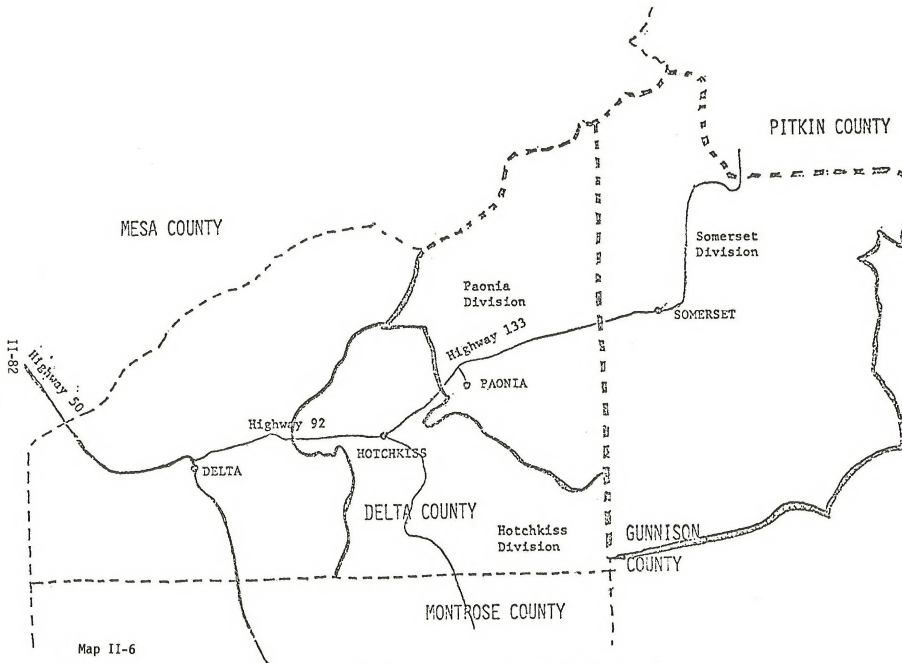 PITKIN COUNTY
MESA COUNTY
Somerset
Division
Paonia
Division
SOMERSET
Highway 133
II-82
Highway 50
PAONIA
Highway 92
HOTCHKISS
DELTA
DELTA COUNTY
Hotchkiss
Division
GUNNISON
COUNTY
MONTROSE COUNTY
Map II-6